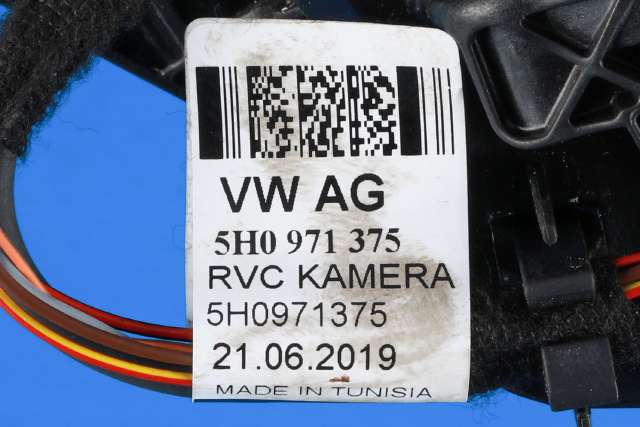 VW AG
5H0 971 375
RVC KAMERA
5H0971375
21.06.2019
MADE IN TUNISIA